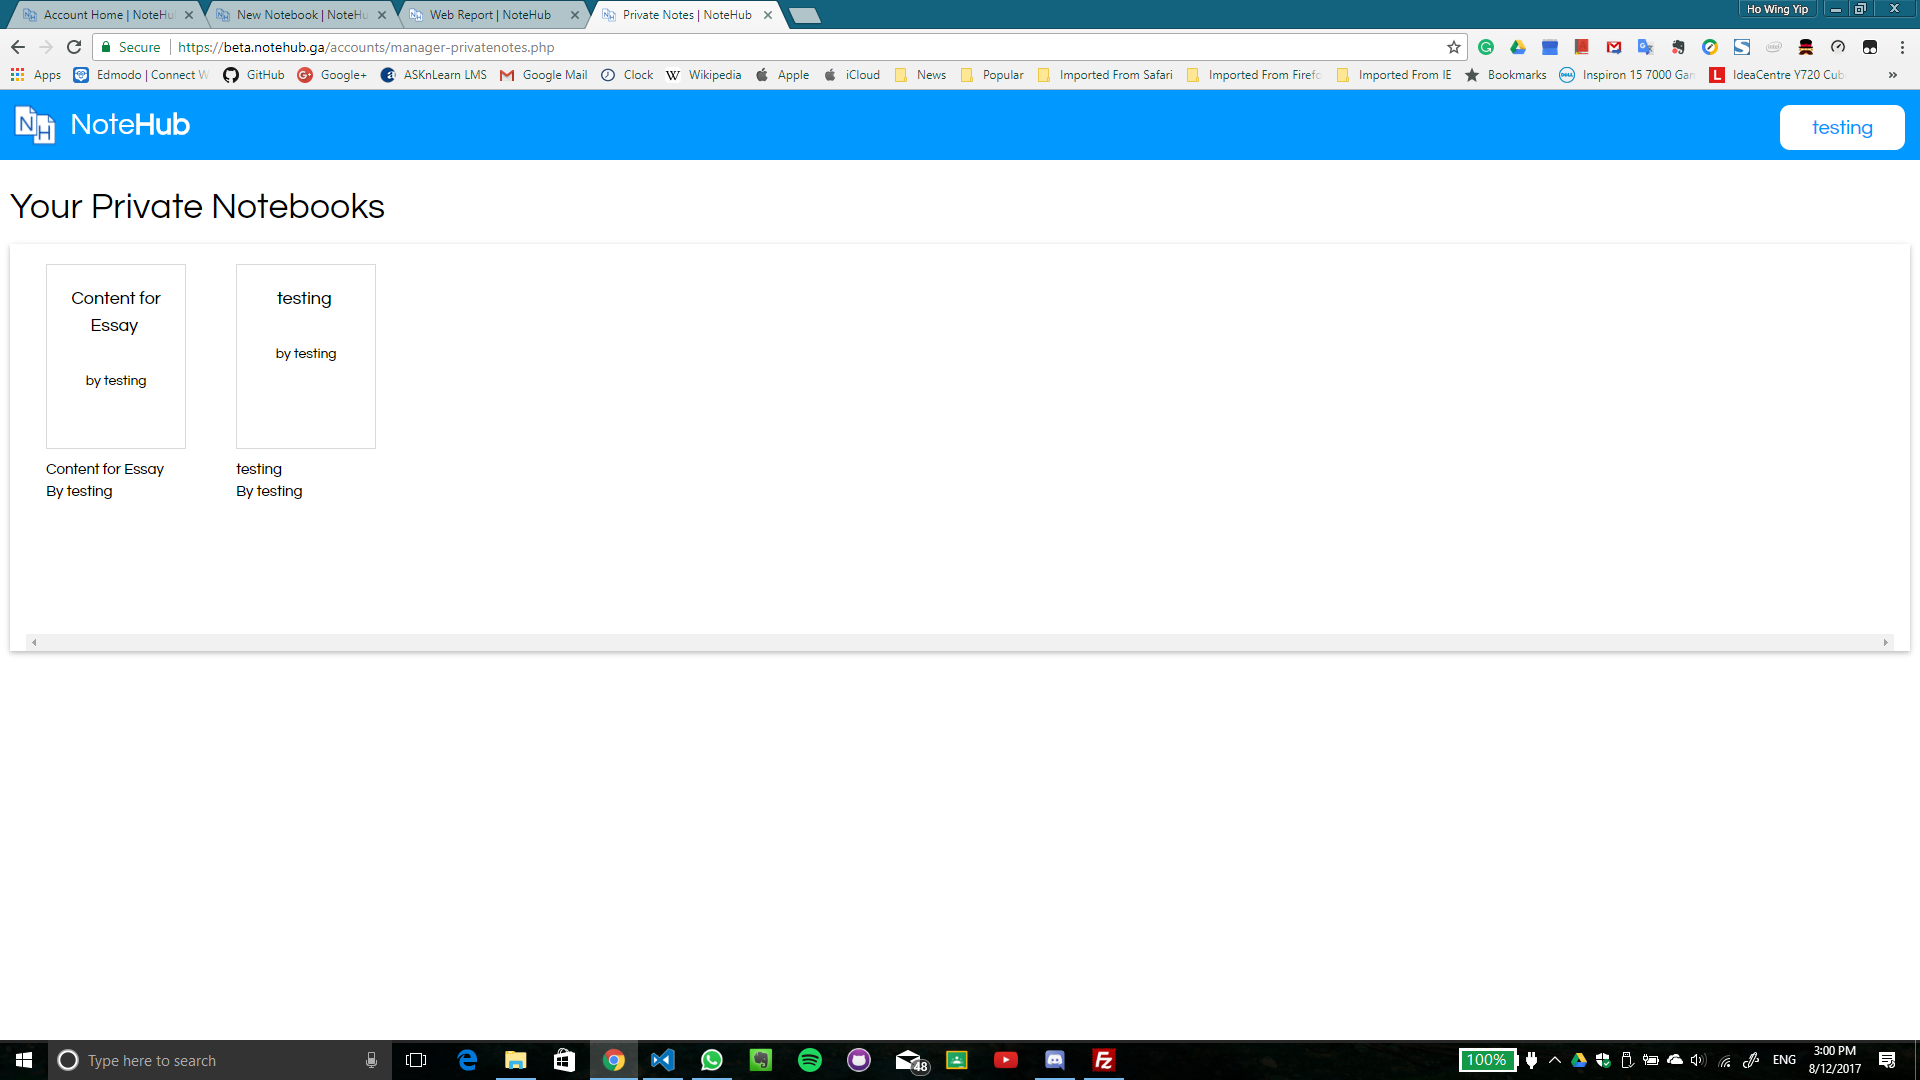 Account Home | NoteHu
New Notebook | NoteHu
Web Report | NoteHub
Private Notes | NoteHub
Ho Wing Yip
Secure
https://beta.notehub.ga/accounts/manager-privatenotes.php
Apps
Edmodo | Connect W
GitHub
Google+
ASKnLearn LMS
Google Mail
Clock
Wikipedia
Apple
iCloud
News
Popular
Imported From Safari
Imported From Firefo
Imported From IE
Bookmarks
Inspiron 15 7000 Gam
IdeaCentre Y720 Cub
»
NH
NoteHub
testing
Your Private Notebooks
Content for
Essay
by testing
testing
by testing
Content for Essay
By testing
testing
By testing
Type here to search
48
100%
ENG
3:00 PM
8/12/2017